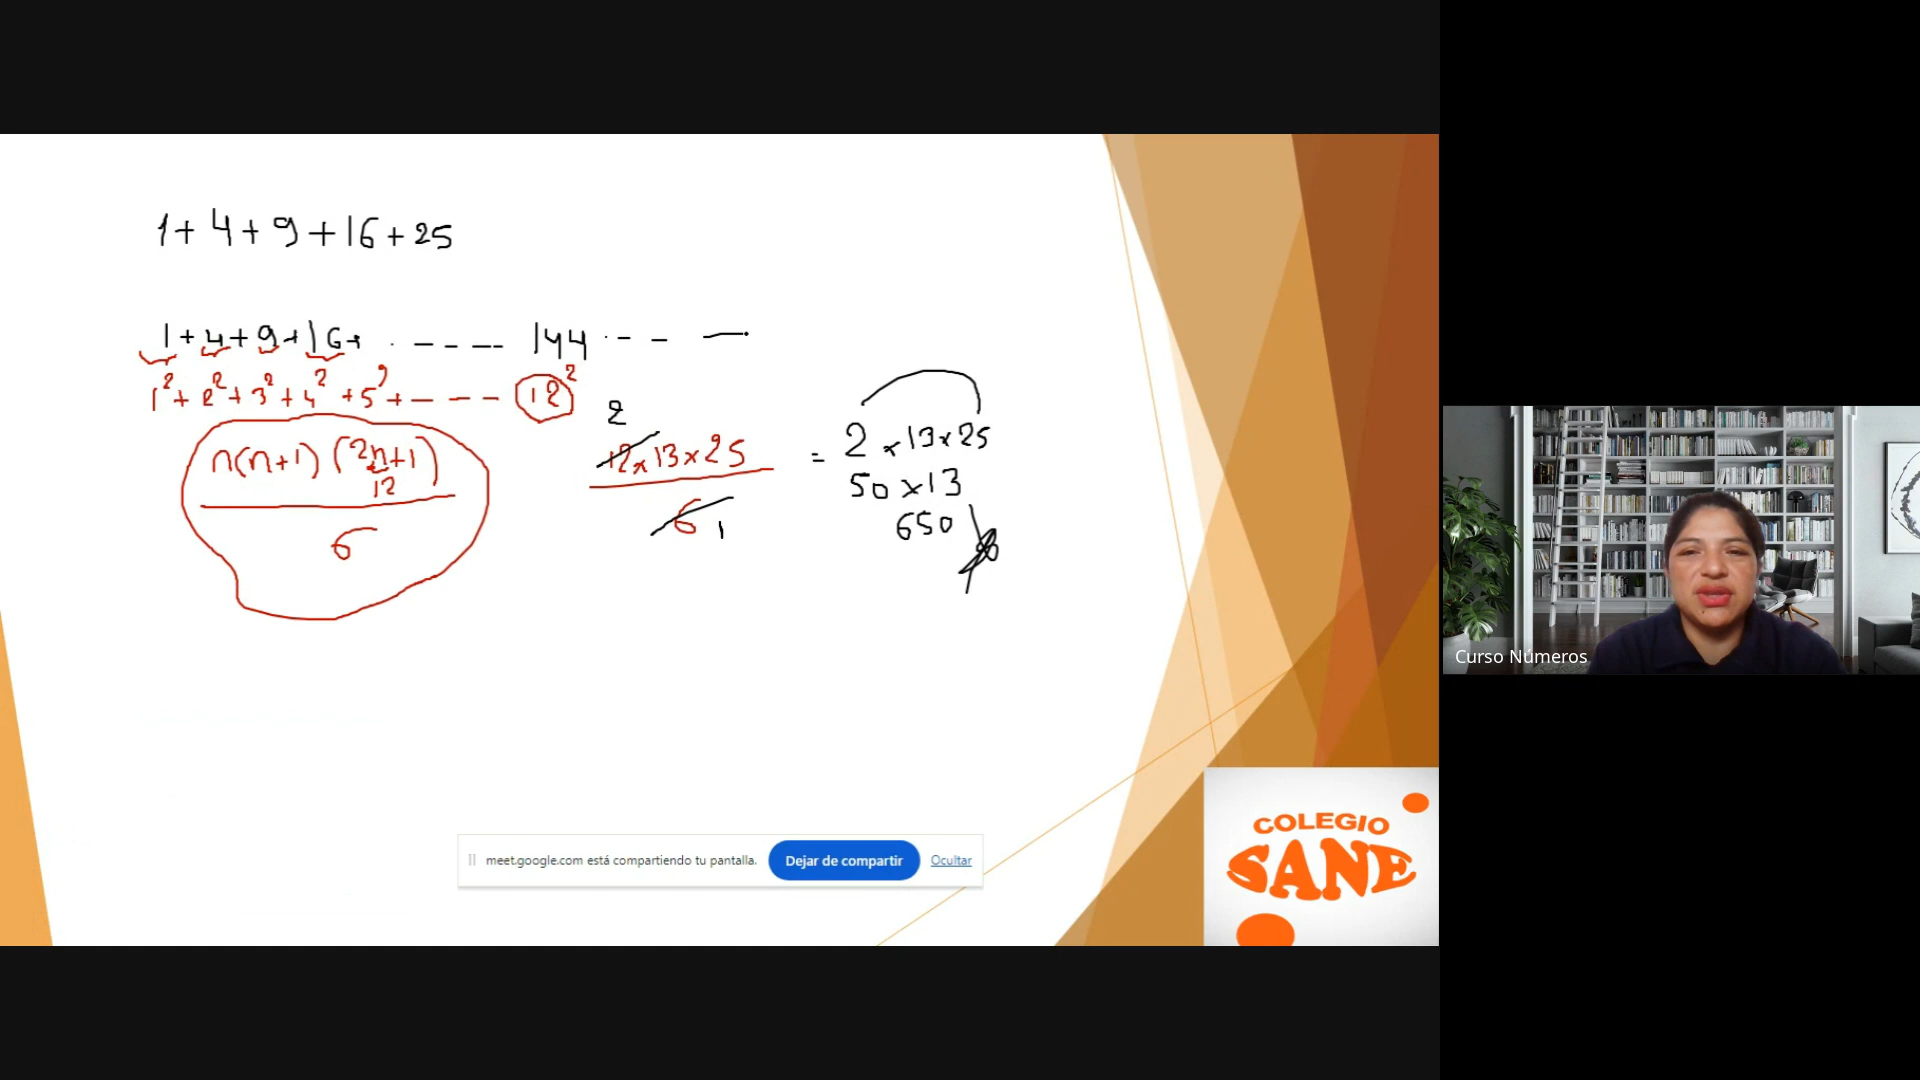 1+4+9+16+25
1+4+9+16+ . ---- 144 ·-- —
1²+2²+3²+4²+5²+---12²
n(n+1)(2n+1)
12
6
2
12×13×25
6 1
= 2×13×25
50×13
650
meet.google.com está compartiendo tu pantalla. Dejar de compartir Ocultar
COLEGIO
SANE
Curso Números